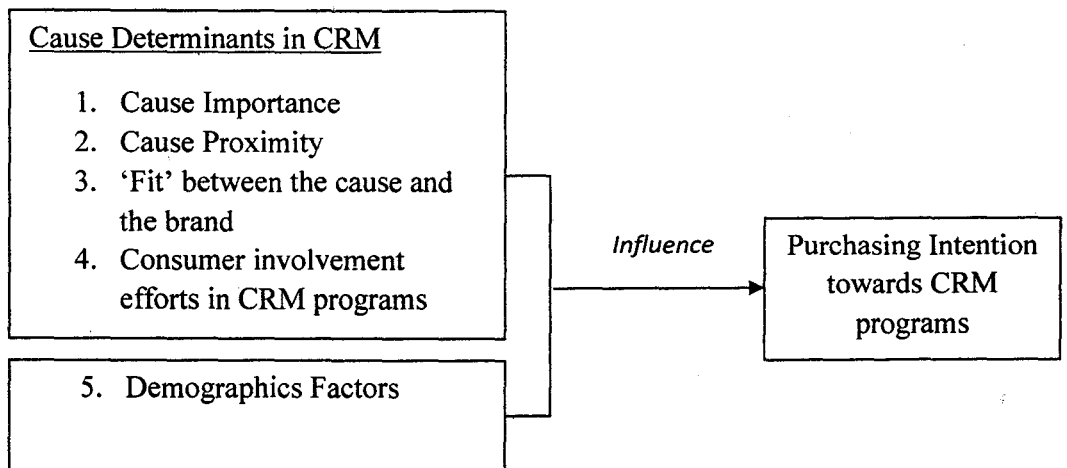 Cause Determinants in CRM
1. Cause Importance
2. Cause Proximity
3. ‘Fit’ between the cause and
the brand
4. Consumer involvement
efforts in CRM programs
5. Demographics Factors
Influence
Purchasing Intention
towards CRM
programs